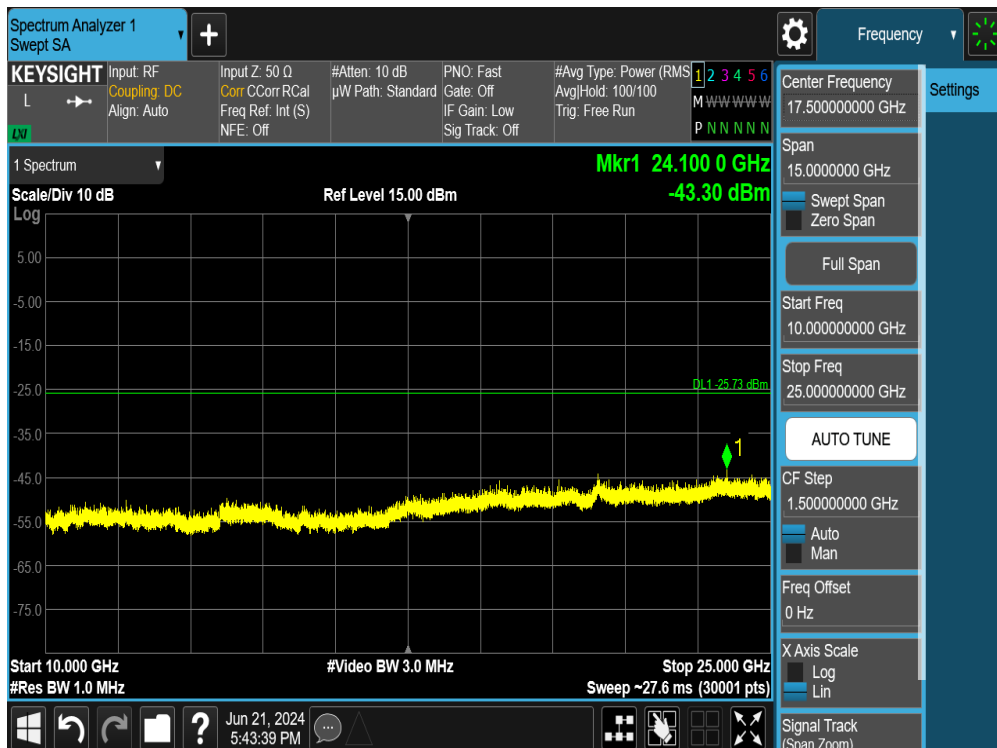 Spectrum Analyzer 1
Swept SA
+
Frequency
KEYSIGHT
L
LXI
Input: RF
Coupling: DC
Align: Auto
Input Z: 50 Ω
Corr CCorr RCal
Freq Ref: Int (S)
NFE: Off
#Atten: 10 dB
µW Path: Standard
PNO: Fast
Gate: Off
IF Gain: Low
Sig Track: Off
#Avg Type: Power (RMS
Avg|Hold: 100/100
Trig: Free Run
1 2 3 4 5 6
M W W W W W
P N N N N N
1 Spectrum
Mkr1 24.100 0 GHz
-43.30 dBm
Scale/Div 10 dB
Ref Level 15.00 dBm
Log
5.00
-5.00
-15.0
-25.0
DL1 -25.73 dBm
-35.0
1
-45.0
-55.0
-65.0
-75.0
Start 10.000 GHz
#Video BW 3.0 MHz
Stop 25.000 GHz
#Res BW 1.0 MHz
Sweep ~27.6 ms (30001 pts)
Jun 21, 2024
5:43:39 PM
?
Center Frequency
17.500000000 GHz
Span
15.0000000 GHz
Swept Span
Zero Span
Full Span
Start Freq
10.000000000 GHz
Stop Freq
25.000000000 GHz
AUTO TUNE
CF Step
1.500000000 GHz
Auto
Man
Freq Offset
0 Hz
X Axis Scale
Log
Lin
Signal Track
(Span Zoom)
Settings